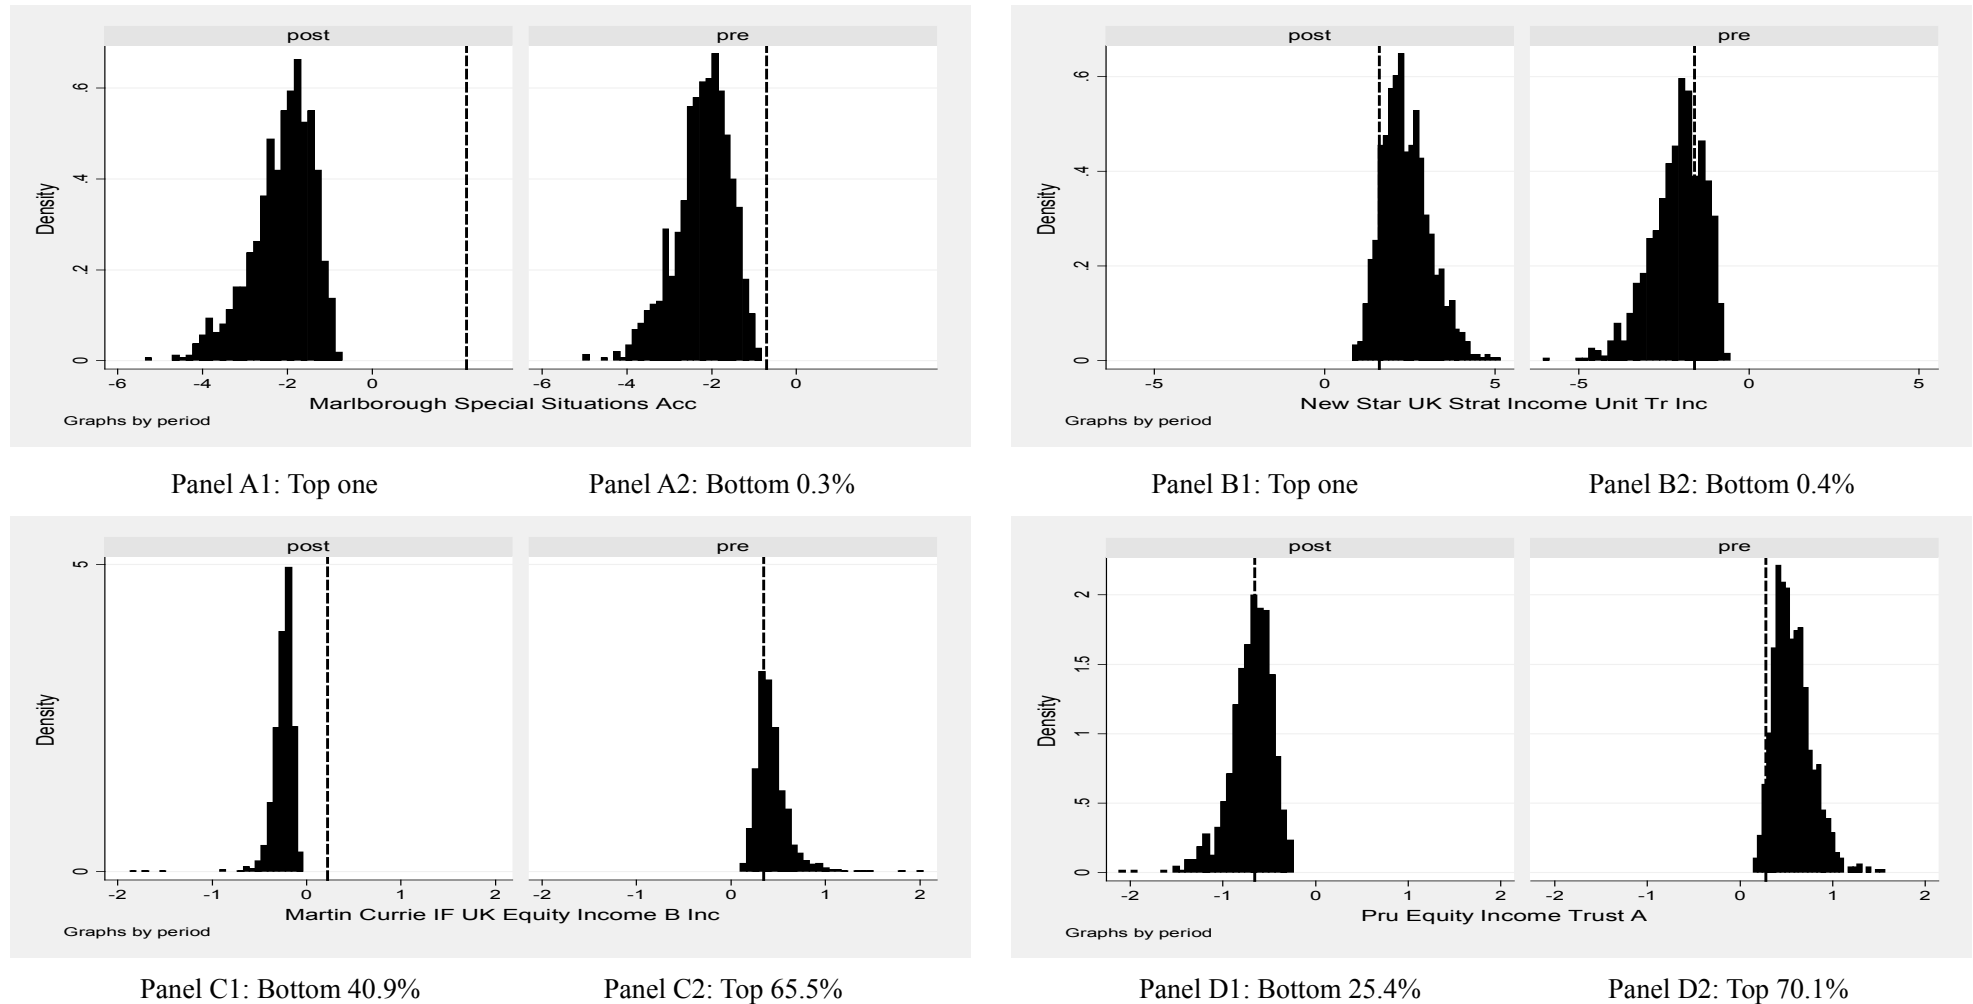 post pre
Density
0 .2 .4 .6
-6 -4 -2 0 -6 -4 -2 0
Marlborough Special Situations Acc
Graphs by period
post pre
Density
0 .2 .4 .6
-5 0 5 -5 0 5
New Star UK Strat Income Unit Tr Inc
Graphs by period
Panel A1: Top one Panel A2: Bottom 0.3% Panel B1: Top one Panel B2: Bottom 0.4%
post pre
Density
0 5
-2 -1 0 1 2 -2 -1 0 1 2
Martin Currie IF UK Equity Income B Inc
Graphs by period
post pre
Density
0 .5 1 1.5 2
-2 -1 0 1 2 -2 -1 0 1 2
Pru Equity Income Trust A
Graphs by period
Panel C1: Bottom 40.9% Panel C2: Top 65.5% Panel D1: Bottom 25.4% Panel D2: Top 70.1%